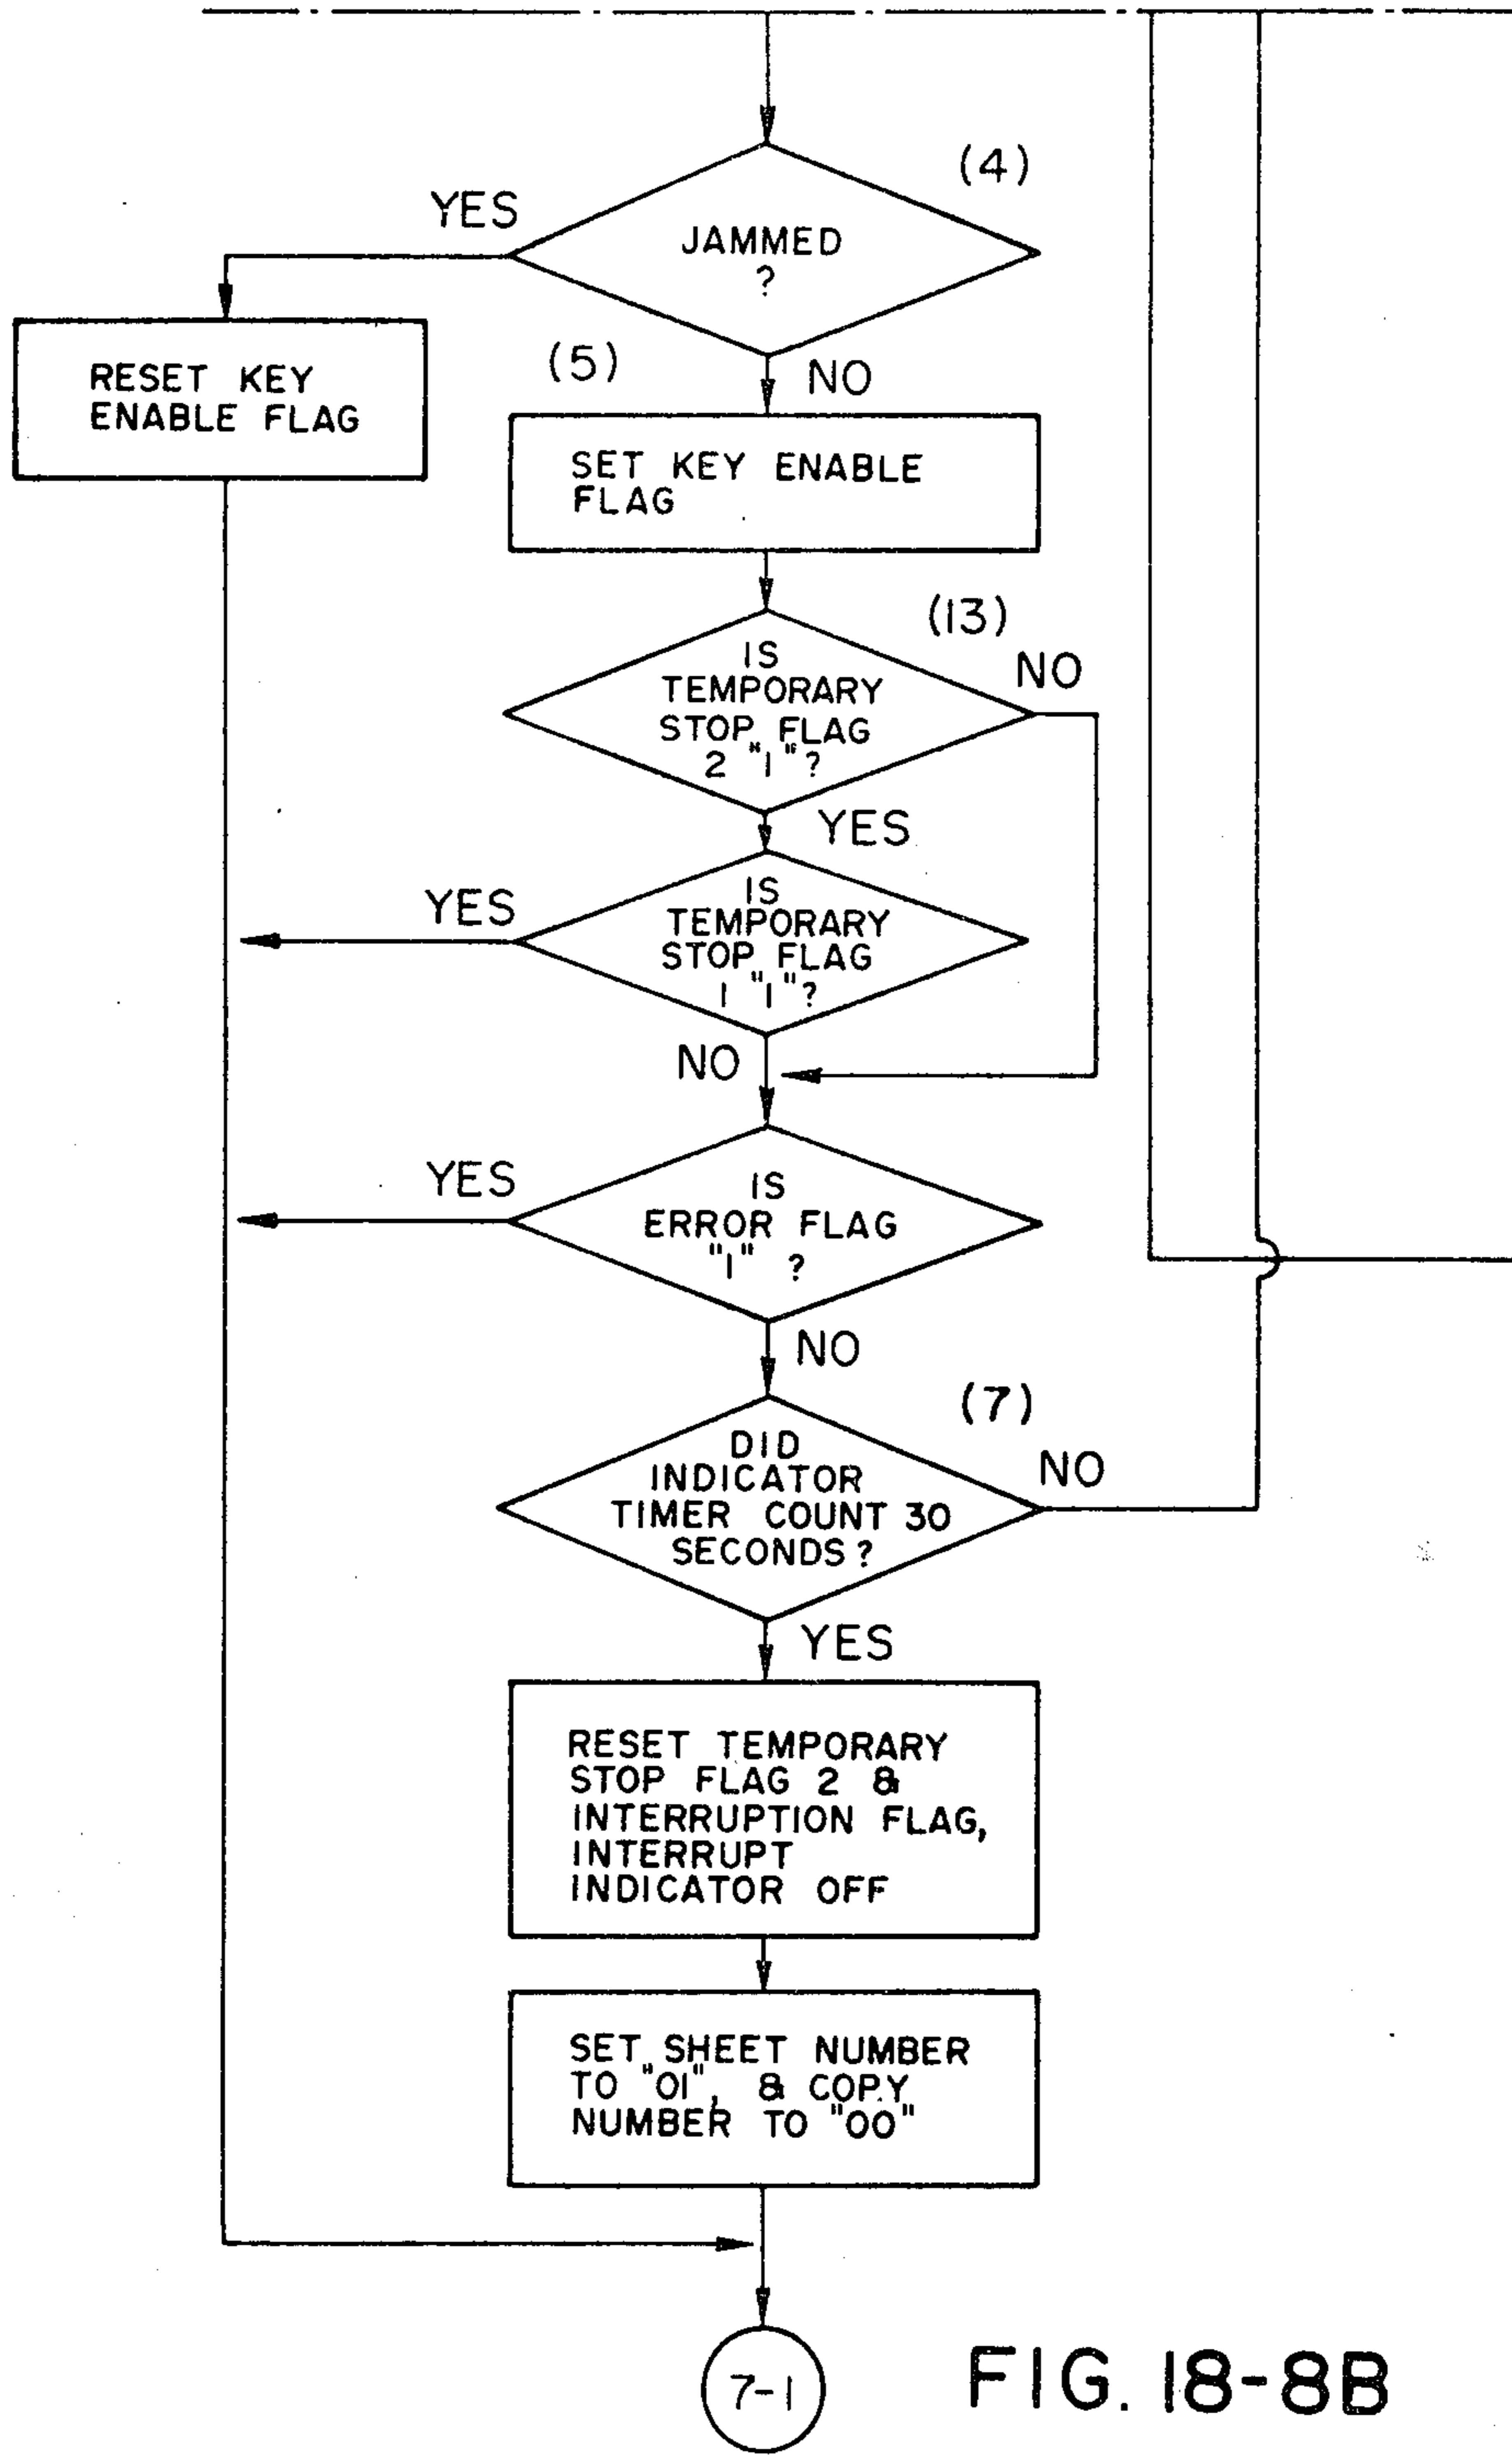 (4)
YES
JAMMED
?
RESET KEY
ENABLE FLAG
(5)
NO
SET KEY ENABLE
FLAG
(13)
IS
TEMPORARY
STOP FLAG
2 "1"?
NO
YES
IS
TEMPORARY
STOP FLAG
1 "1"?
YES
NO
IS
ERROR FLAG
"1" ?
YES
NO
(7)
DID
INDICATOR
TIMER COUNT 30
SECONDS?
NO
YES
RESET TEMPORARY
STOP FLAG 2 &
INTERRUPTION FLAG,
INTERRUPT
INDICATOR OFF
SET SHEET NUMBER
TO "01", & COPY
NUMBER TO "00"
7-1
FIG. 18-8B